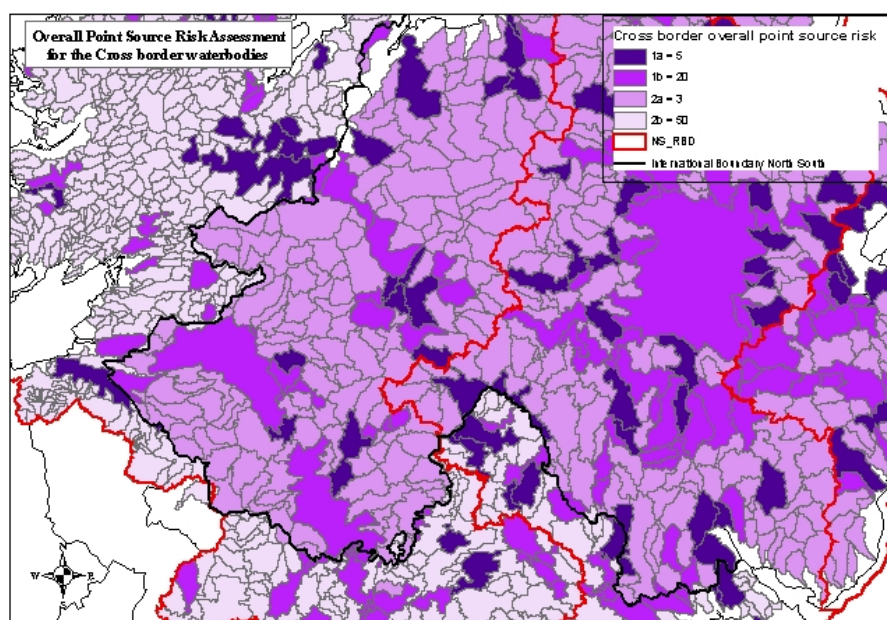 Overall Point Source Risk Assessment
for the Cross border waterbodies
Cross border overall point source risk
1a = 5
1b = 20
2a = 3
2b = 50
NS_RBD
International Boundary North South
N
W E
S